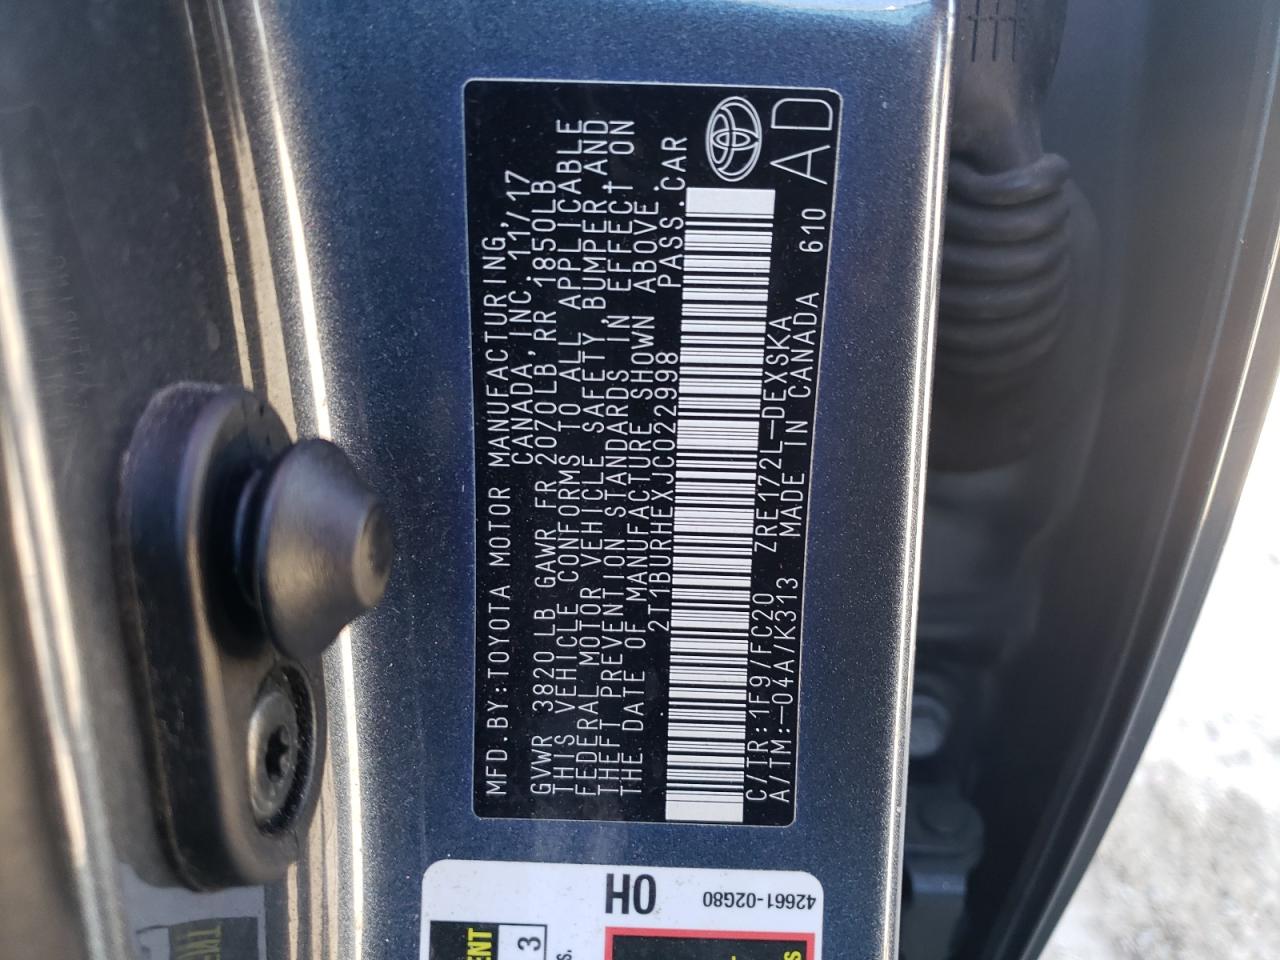 MFD.BY:TOYOTA MOTOR MANUFACTURING
CANADA,INC. 11/17
GVWR 3820LB GAWR FR 2070LB,RR 1850LB
THIS VEHICLE CONFORMS TO ALL APPLICABLE
FEDERAL MOTOR VEHICLE SAFETY, BUMPER,AND
THEFT PREVENTION STANDARDS IN EFFECT ON
THE DATE OF MANUFACTURE SHOWN ABOVE.
2T1BURHEXJC022998 PASS.CAR
C/TR:1F9/FC20 ZRE172L-DEXSKA
A/TM:-04A/K313 MADE IN CANADA 610
AD
OH
42661-02G80
ENT
3
s.